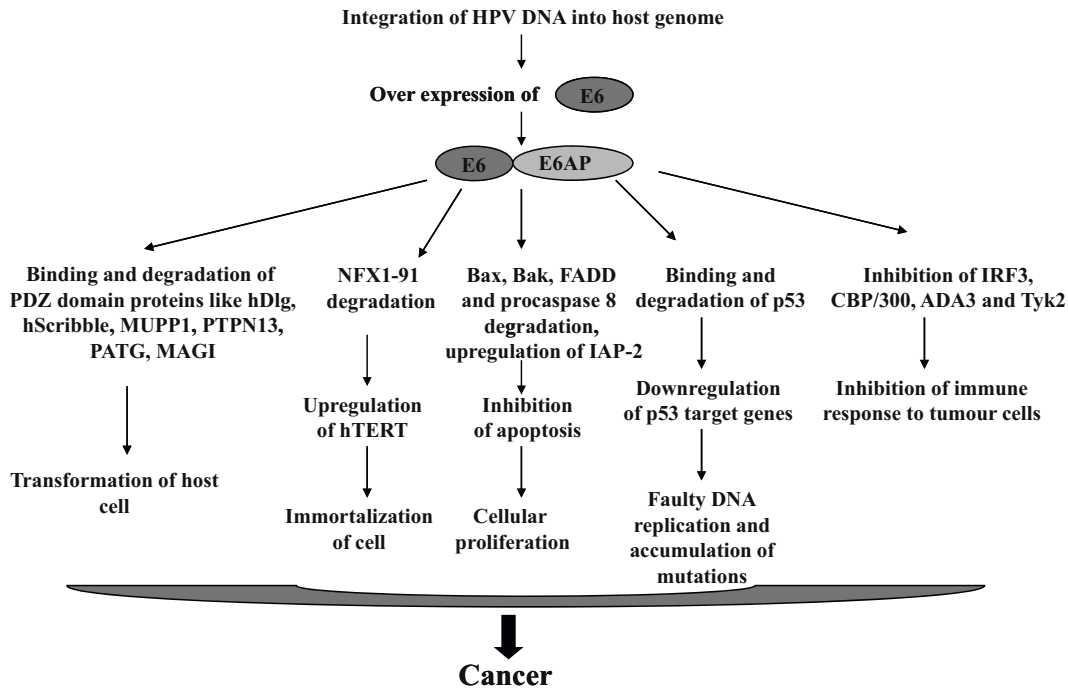 Integration of HPV DNA into host genome
Over expression of E6
E6 E6AP
Binding and degradation of
PDZ domain proteins like hDlg,
hScribble, MUPP1, PTPN13,
PATG, MAGI
Transformation of host
cell
NFX1-91
degradation
Upregulation
of hTERT
Immortalization
of cell
Bax, Bak, FADD
and procaspase 8
degradation,
upregulation of IAP-2
Inhibition
of apoptosis
Cellular
proliferation
Binding and
degradation of p53
Downregulation
of p53 target genes
Faulty DNA
replication and
accumulation of
mutations
Inhibition of IRF3,
CBP/300, ADA3 and Tyk2
Inhibition of immune
response to tumour cells
Cancer